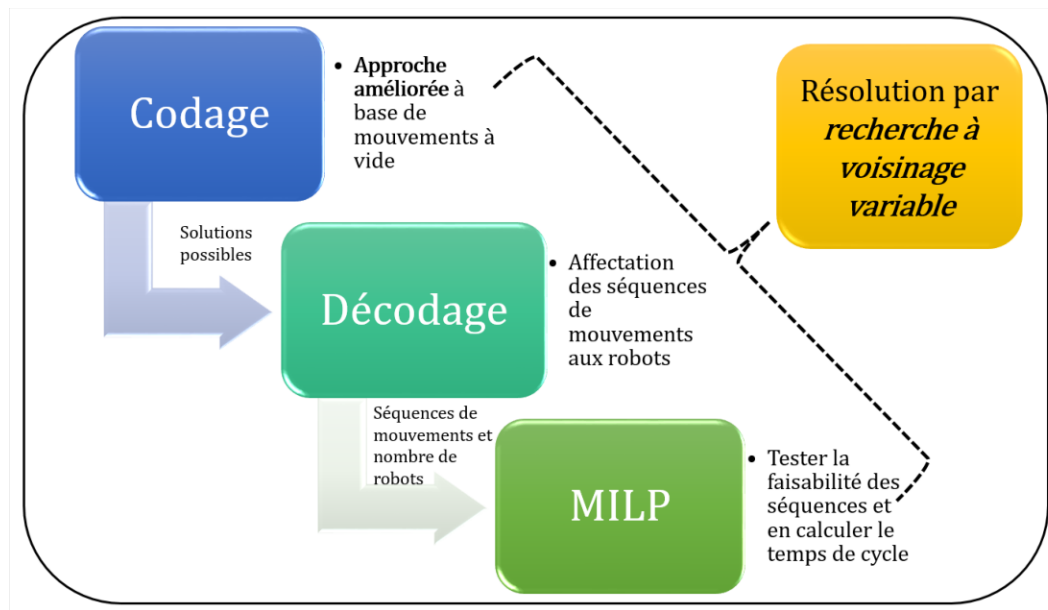 Codage
• Approche
améliorée à
base de
mouvements à
vide
Résolution par
recherche à
voisinage
variable
Solutions
possibles
Décodage
• Affectation
des séquences
de
mouvements
aux robots
Séquences de
mouvements et
nombre de
robots
MILP
• Tester la
faisabilité des
séquences et
en calculer le
temps de cycle